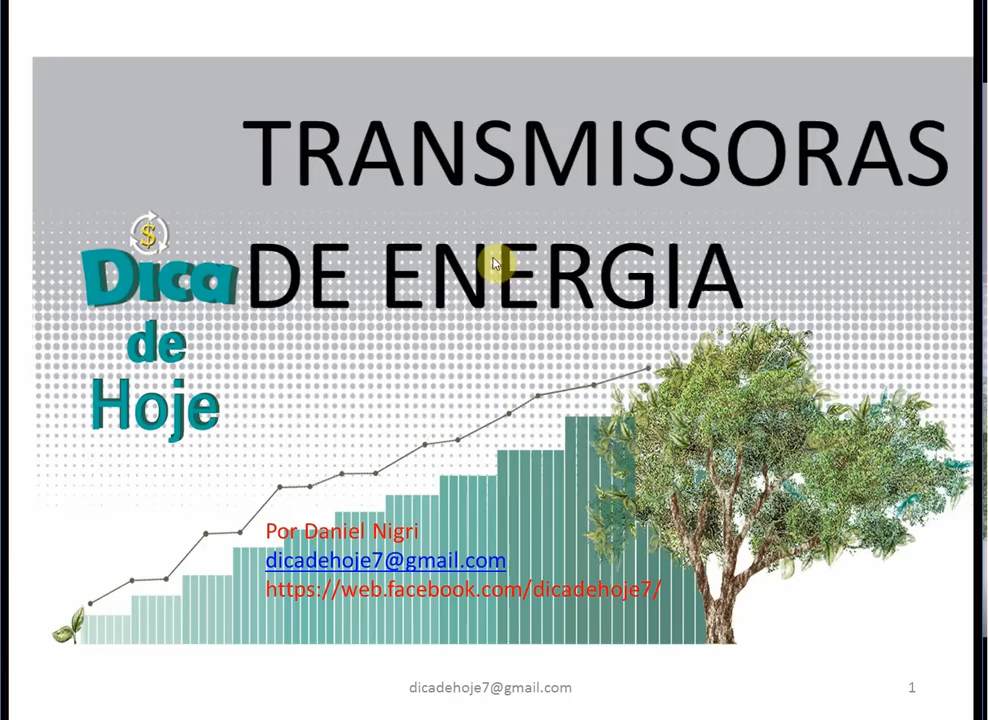 TRANSMISSORAS
DE ENERGIA
$
Dica
de
Hoje
Por Daniel Nigri
dicadehoje7@gmail.com
https://web.facebook.com/dicadehoje7/
dicadehoje7@gmail.com
1